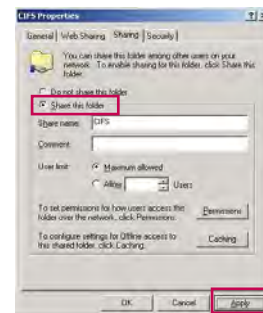 CIFS Properties
General Web Sharing Sharing Security
You can share this folder among other users on your
network. To enable sharing for this folder, click Share this
folder.
Do not share this folder
Share this folder
Share name: CIFS
Comment:
User limit: Maximum allowed
Allow Users
To set permissions for how users access this
folder over the network, click Permissions.
Permissions
To configure settings for Offline access to
this shared folder, click Caching.
Caching
OK Cancel Apply